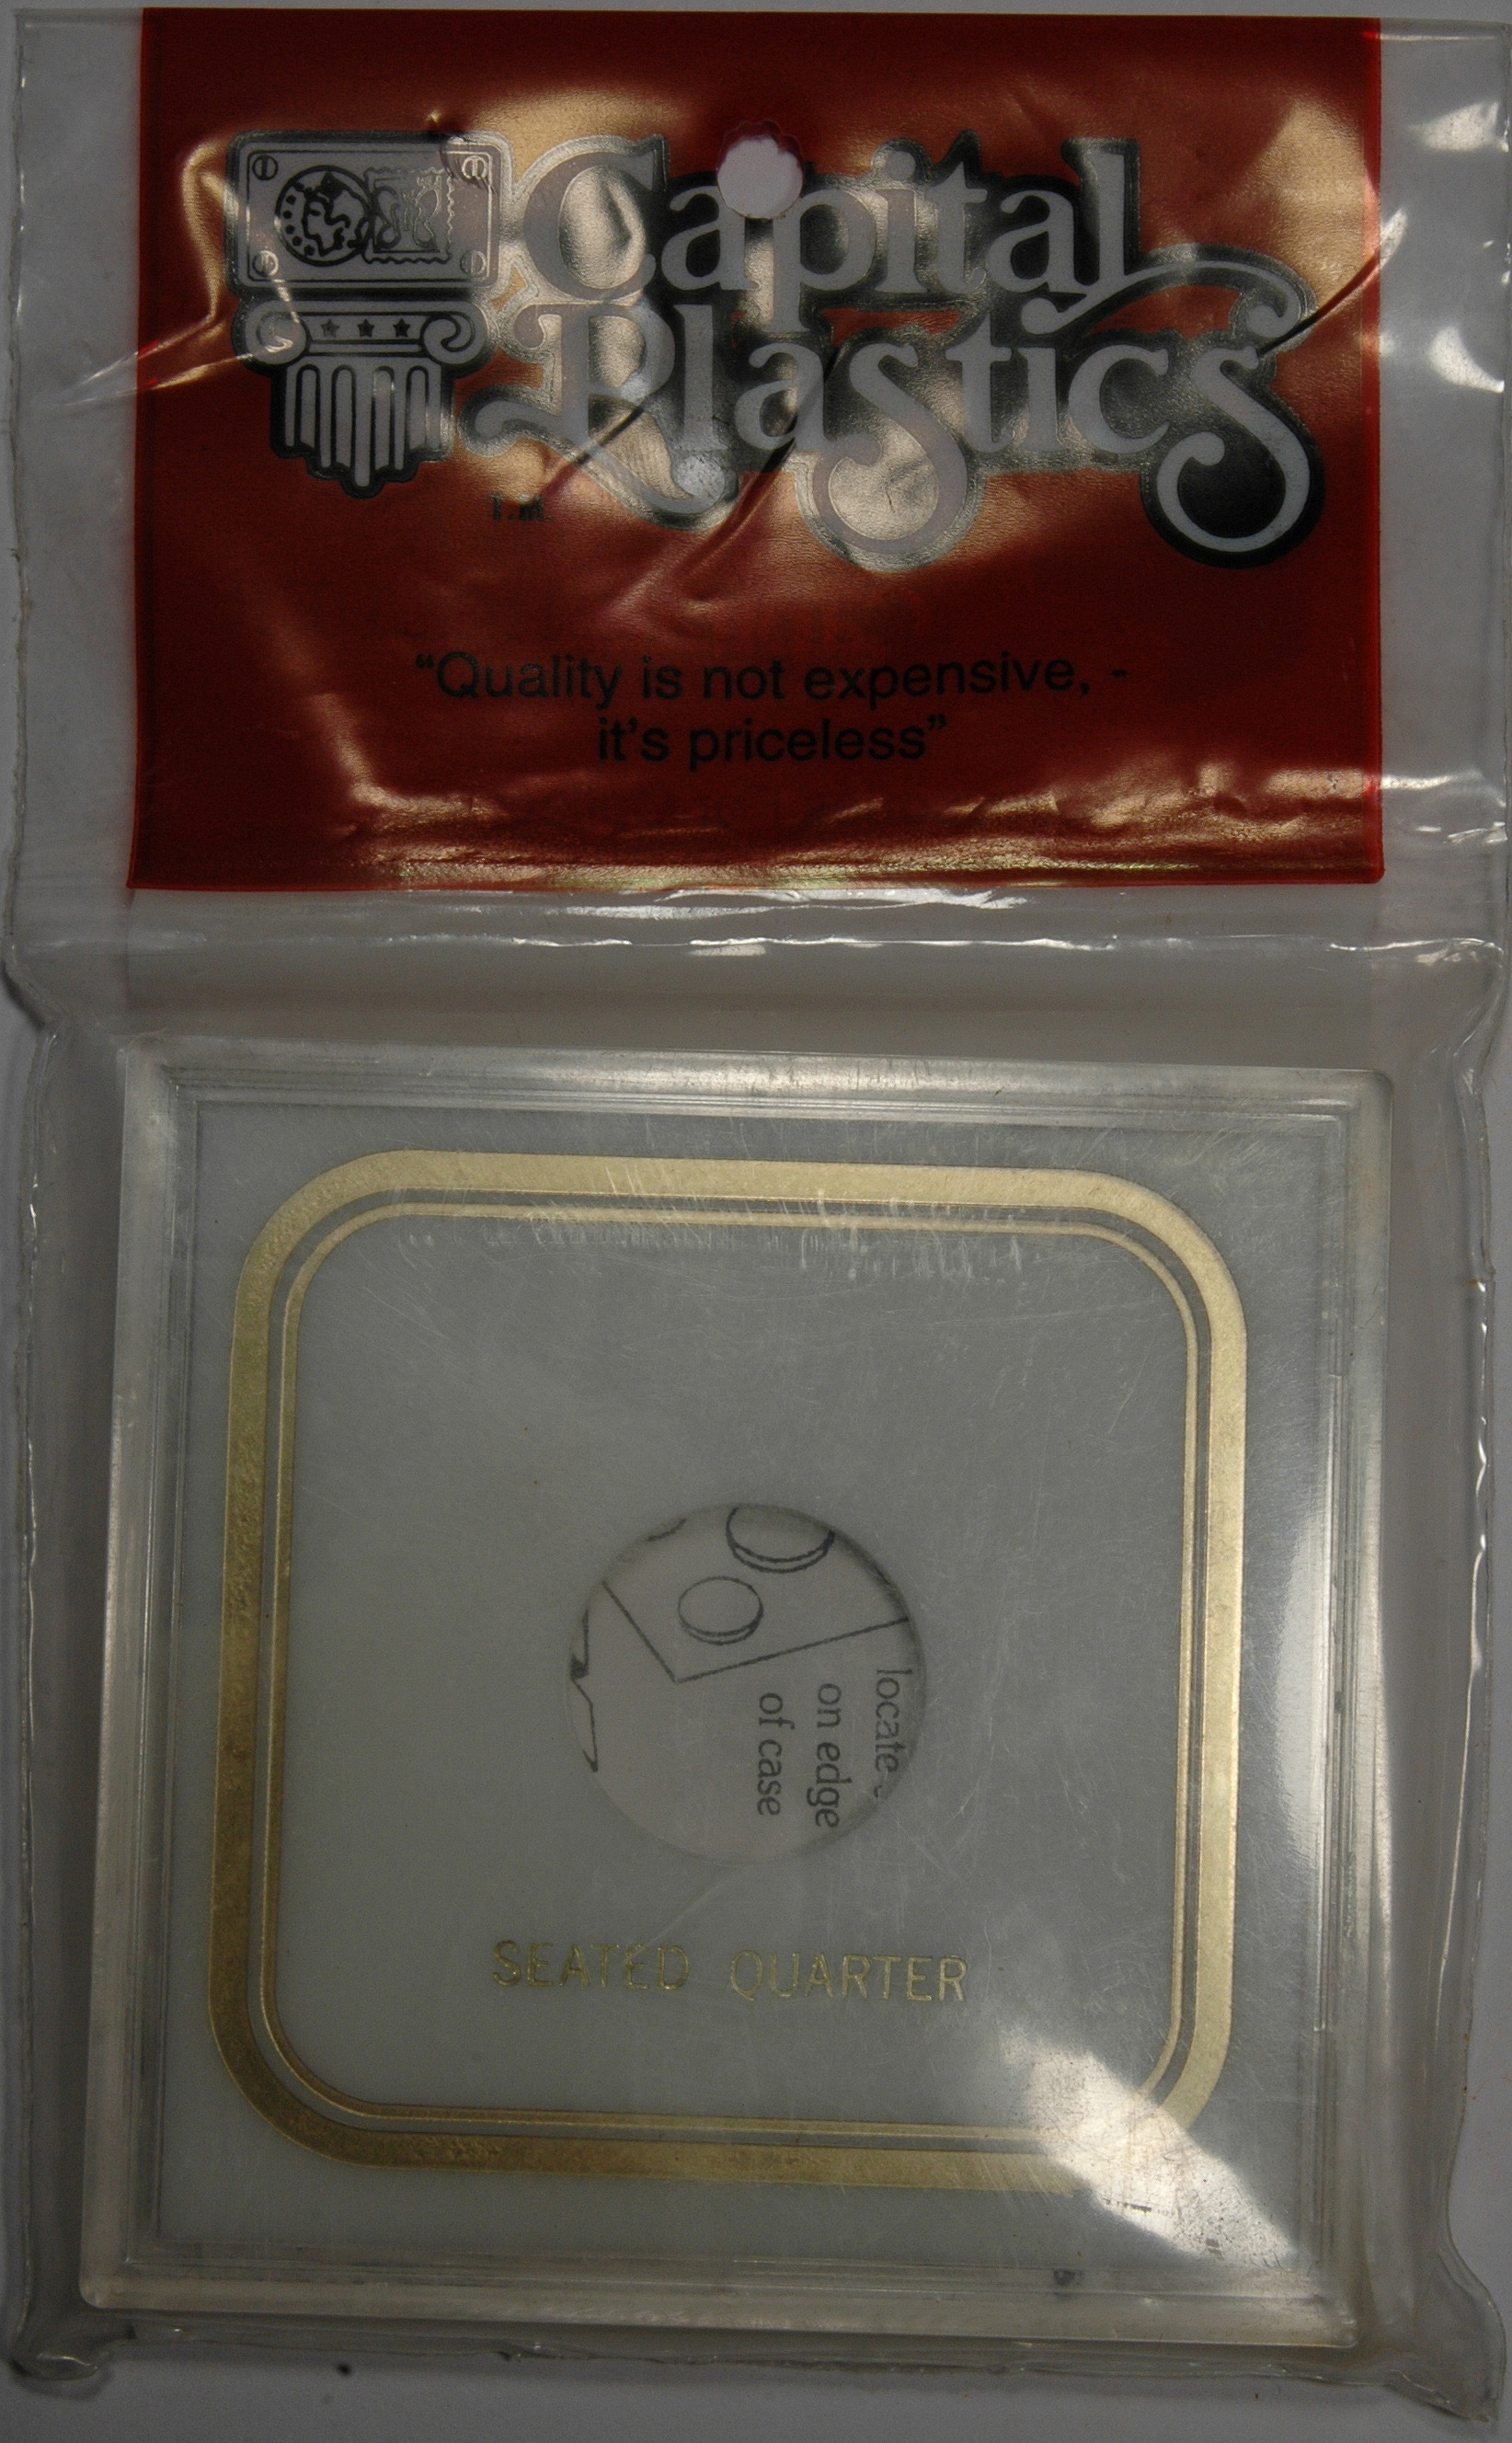 Capital
Plastics
T.M.
"Quality is not expensive, -
it's priceless"
locate
on edge
of case
SEATED QUARTER